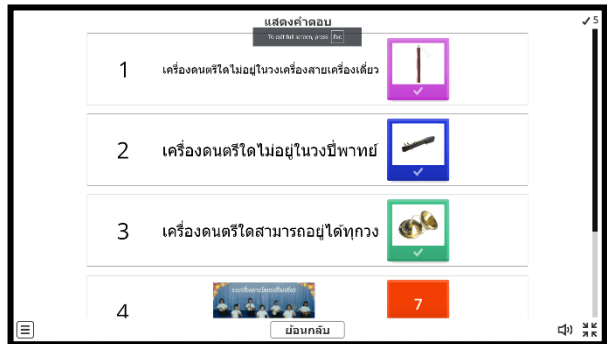 แสดงคำตอบ
✓ 5
To exit full screen, press Esc
1 เครื่องดนตรีใดไม่อยู่ในวงเครื่องสายเครื่องเดี่ยว
2 เครื่องดนตรีใดไม่อยู่ในวงปี่พาทย์
3 เครื่องดนตรีใดสามารถอยู่ได้ทุกวง
4 7
ย้อนกลับ